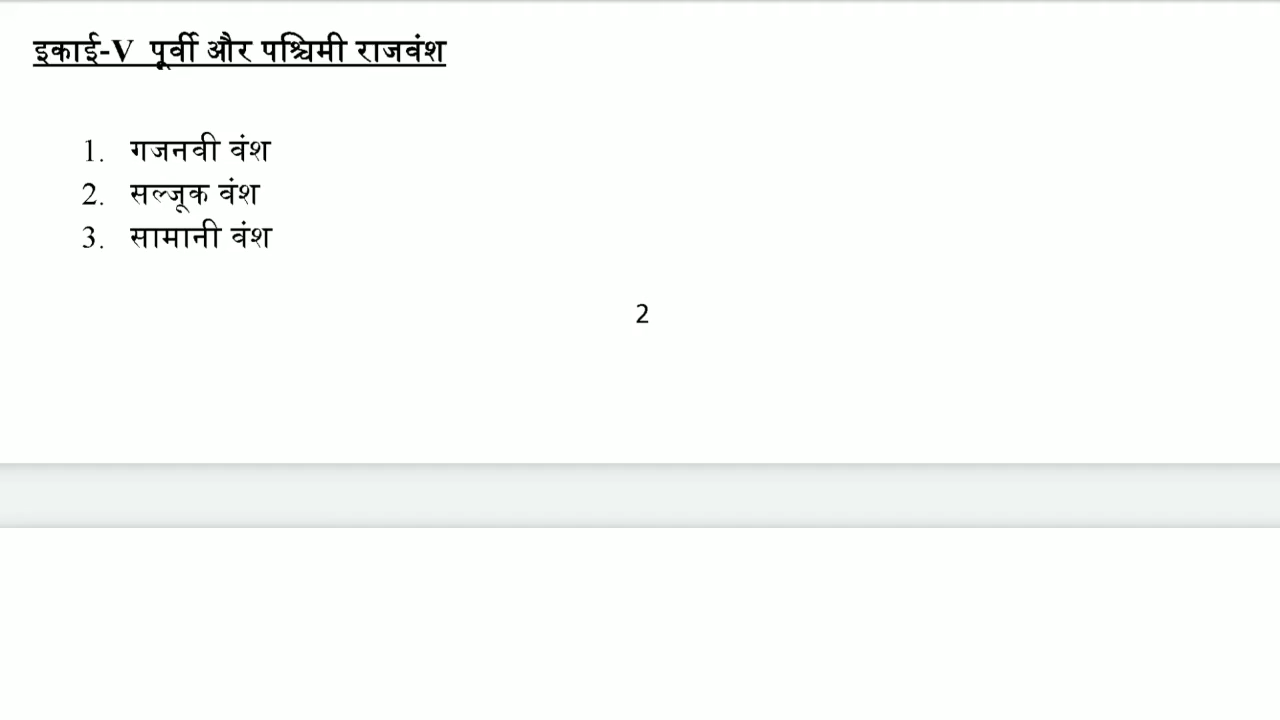 इकाई-V पूर्वी और पश्चिमी राजवंश
1. गजनवी वंश
2. सल्जूक वंश
3. सामानी वंश
2